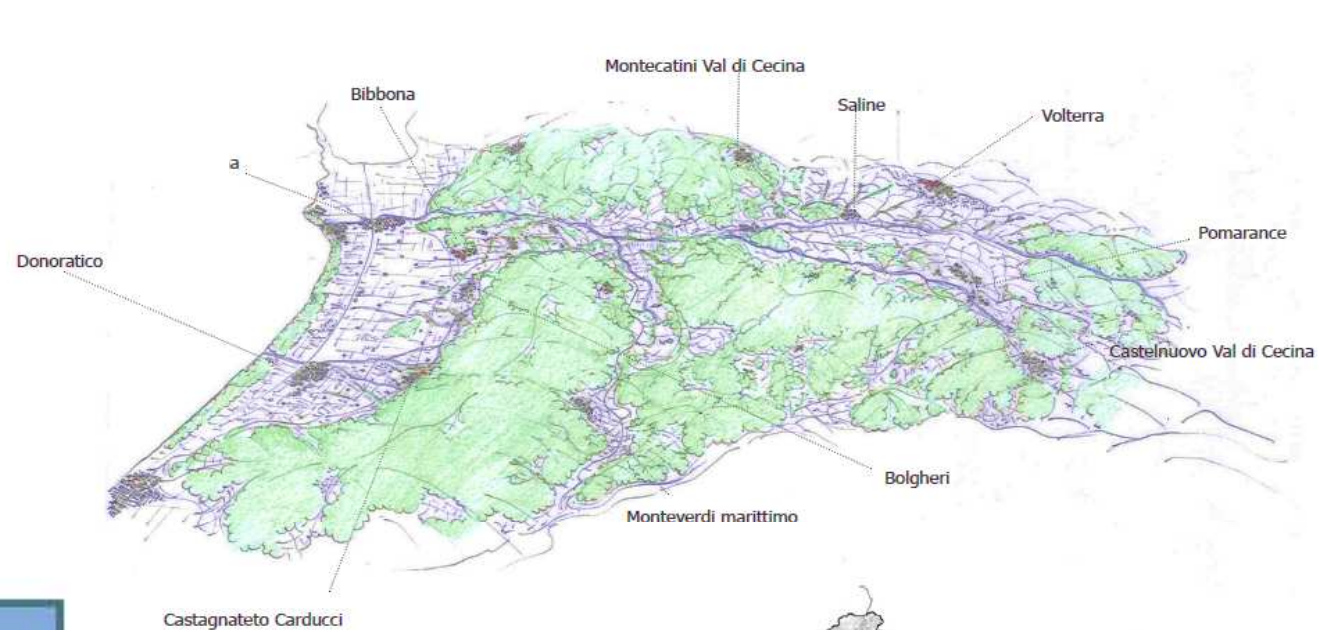 Montecatini Val di Cecina
Bibbona
Saline
Volterra
a
Pomarance
Donoratico
Castelnuovo Val di Cecina
Bolgheri
Monteverdi marittimo
Castagnateto Carducci